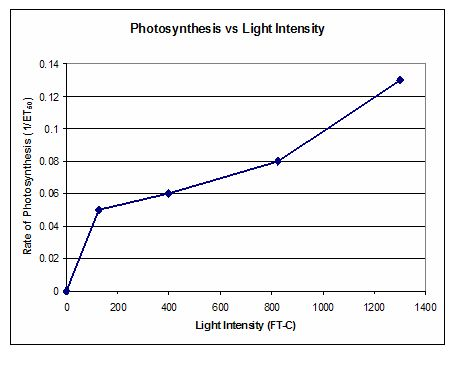 Photosynthesis vs Light Intensity
0.14
0.12
0.1
0.08
0.06
0.04
0.02
0
Rate of Photosynthesis (1/ET₅₀)
0 200 400 600 800 1000 1200 1400
Light Intensity (FT-C)